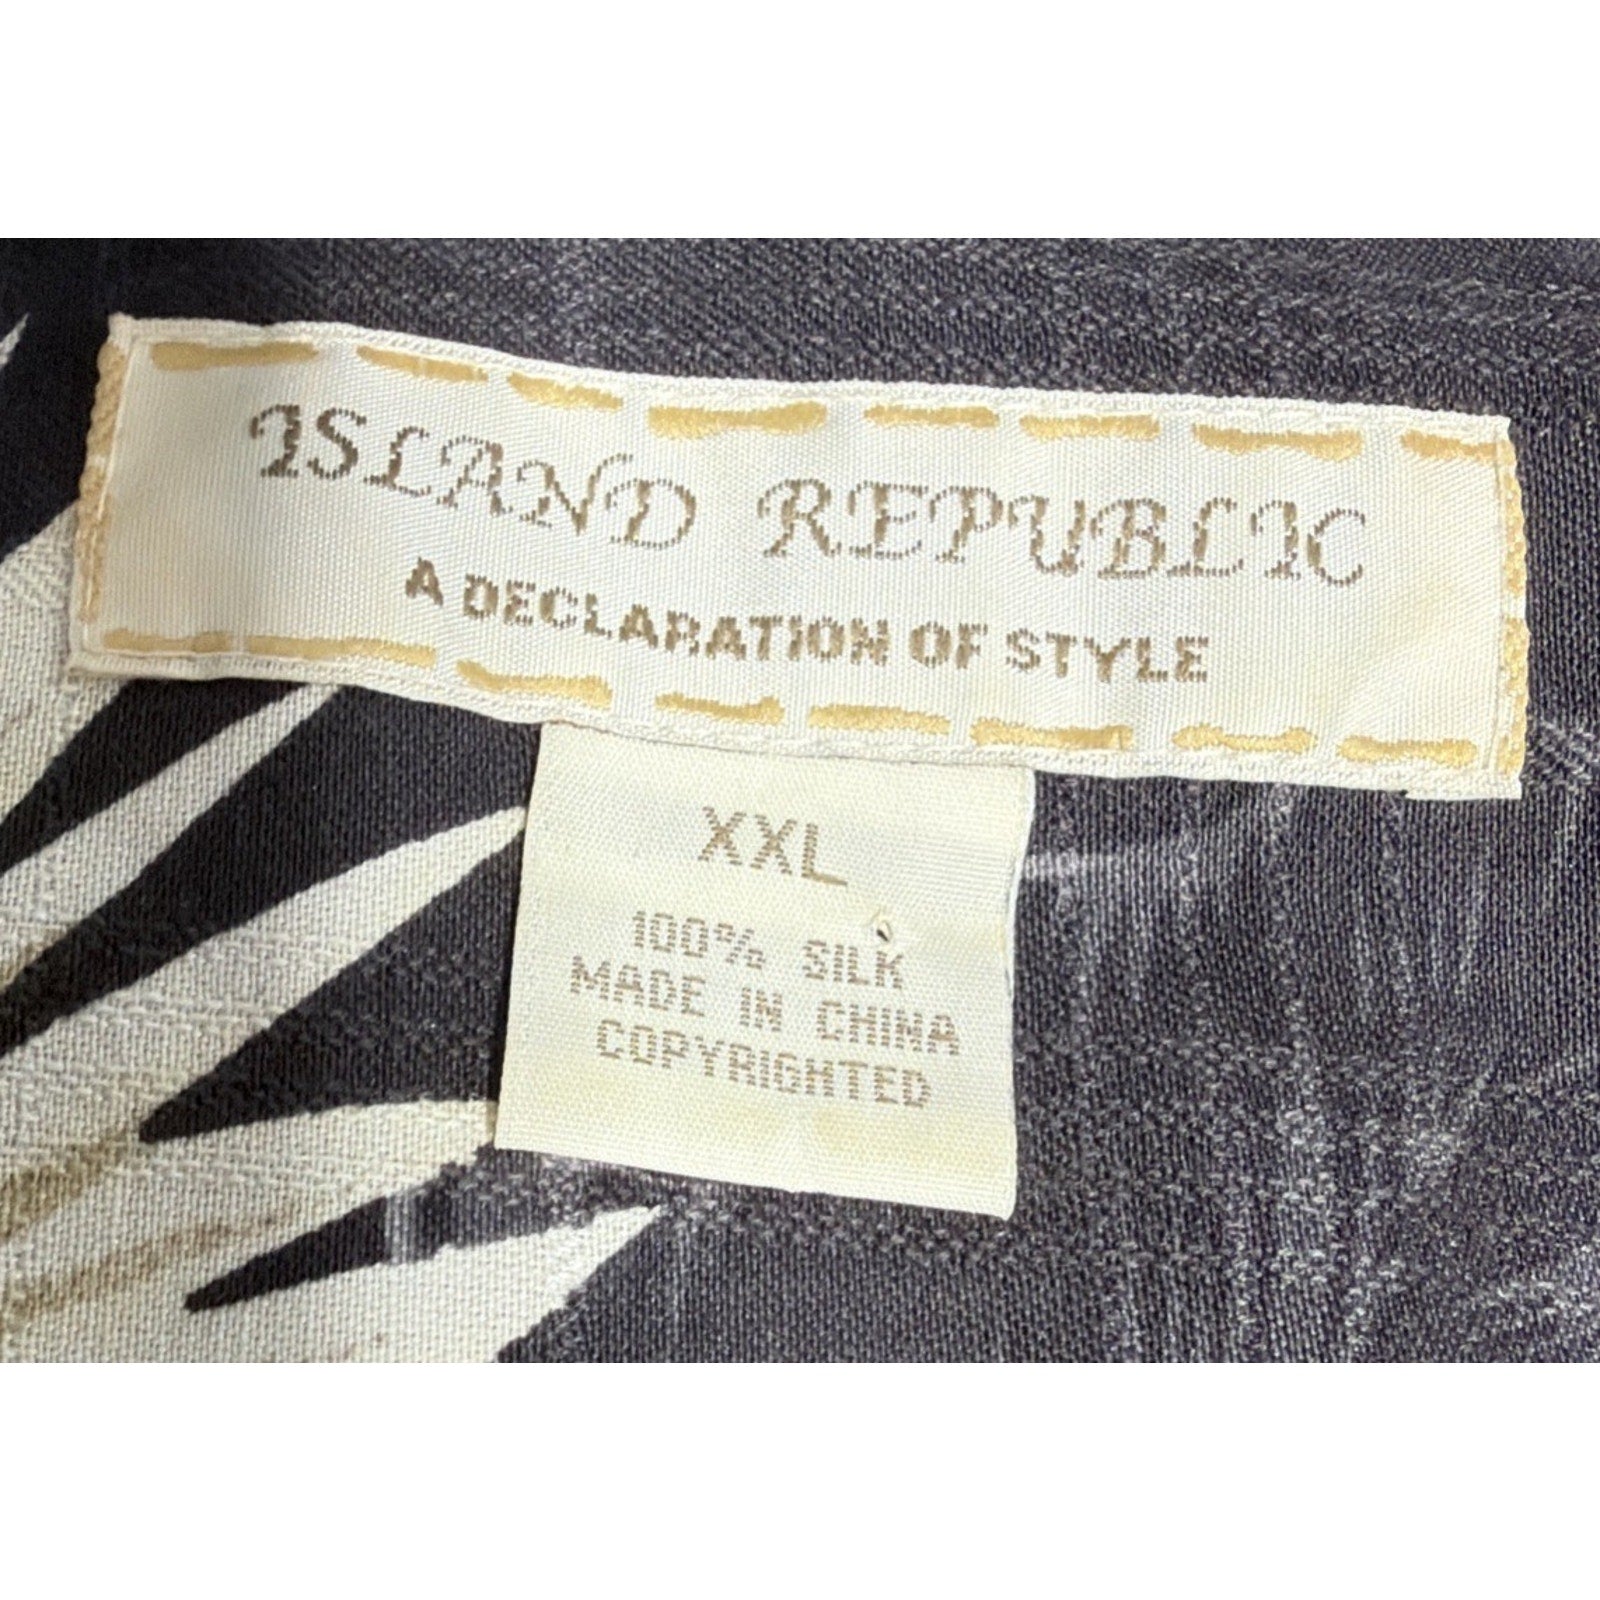 ISLAND REPUBLIC
A DECLARATION OF STYLE
XXL
100% SILK
MADE IN CHINA
COPYRIGHTED